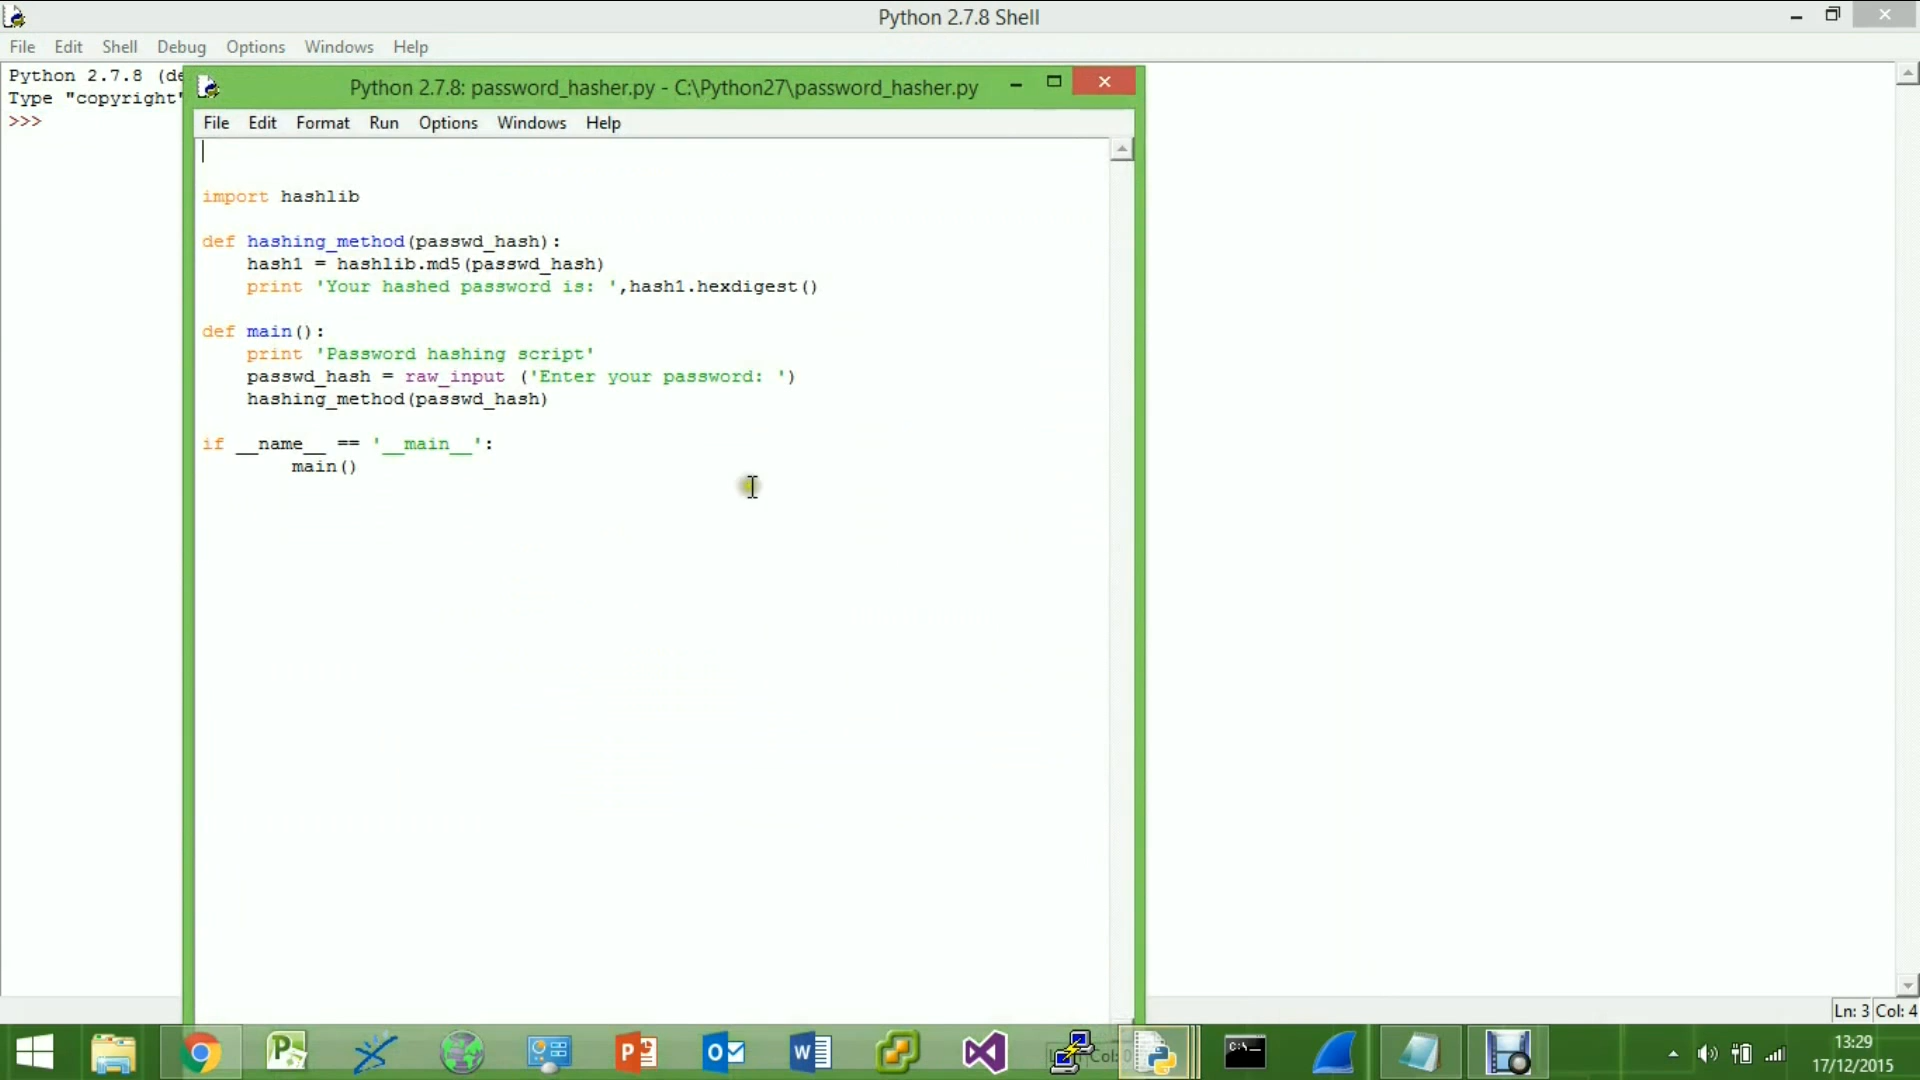 Python 2.7.8 Shell
File Edit Shell Debug Options Windows Help
Python 2.7.8 (de
Type "copyright"
>>>
Python 2.7.8: password_hasher.py - C:\Python27\password_hasher.py
File Edit Format Run Options Windows Help
import hashlib
def hashing_method(passwd_hash):
    hash1 = hashlib.md5(passwd_hash)
    print 'Your hashed password is: ',hash1.hexdigest()
def main():
    print 'Password hashing script'
    passwd_hash = raw_input ('Enter your password: ')
    hashing_method(passwd_hash)
if __name__ == '__main__':
        main()
Ln: 3 Col: 4
13:29
17/12/2015